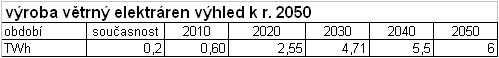 výroba větrný elektráren výhled k r. 2050
období současnost 2010 2020 2030 2040 2050
TWh 0,2 0,60 2,55 4,71 5,5 6